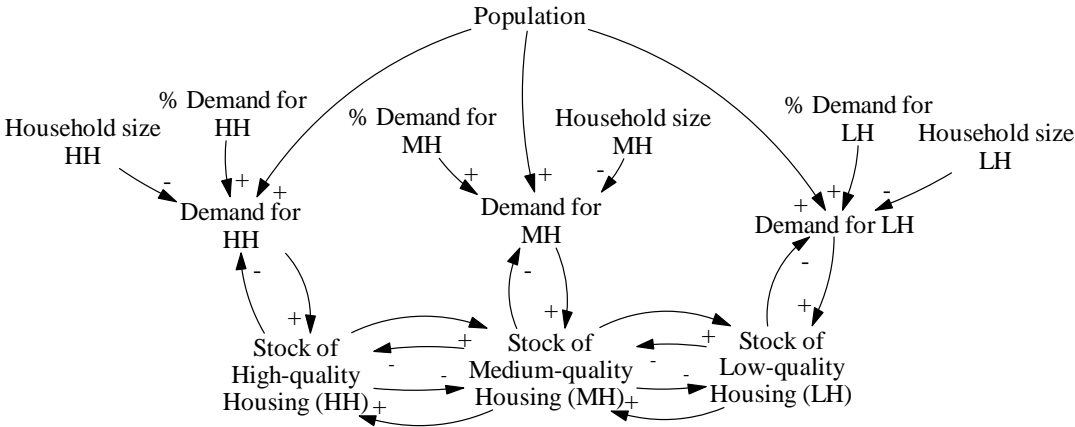 Population
Household size
HH
% Demand for
HH
% Demand for
MH
Household size
MH
% Demand for
LH
Household size
LH
-
+
+
+
+
-
+
+
-
Demand for
HH
Demand for
MH
Demand for LH
-
+
-
+
-
+
Stock of
High-quality
Housing (HH)
+
-
-
+
Stock of
Medium-quality
Housing (MH)
+
-
-
+
Stock of
Low-quality
Housing (LH)